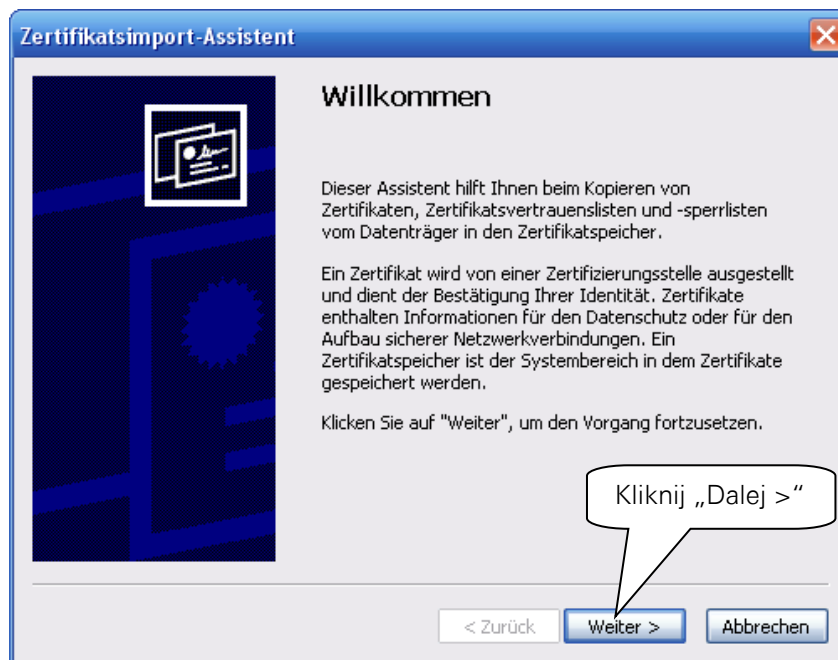 Zertifikatsimport-Assistent
Willkommen
Dieser Assistent hilft Ihnen beim Kopieren von
Zertifikaten, Zertifikatsvertrauenslisten und -sperrlisten
vom Datenträger in den Zertifikatspeicher.
Ein Zertifikat wird von einer Zertifizierungsstelle ausgestellt
und dient der Bestätigung Ihrer Identität. Zertifikate
enthalten Informationen für den Datenschutz oder für den
Aufbau sicherer Netzwerkverbindungen. Ein
Zertifikatspeicher ist der Systembereich in dem Zertifikate
gespeichert werden.
Klicken Sie auf "Weiter", um den Vorgang fortzusetzen.
Kliknij „Dalej >“
< Zurück Weiter > Abbrechen